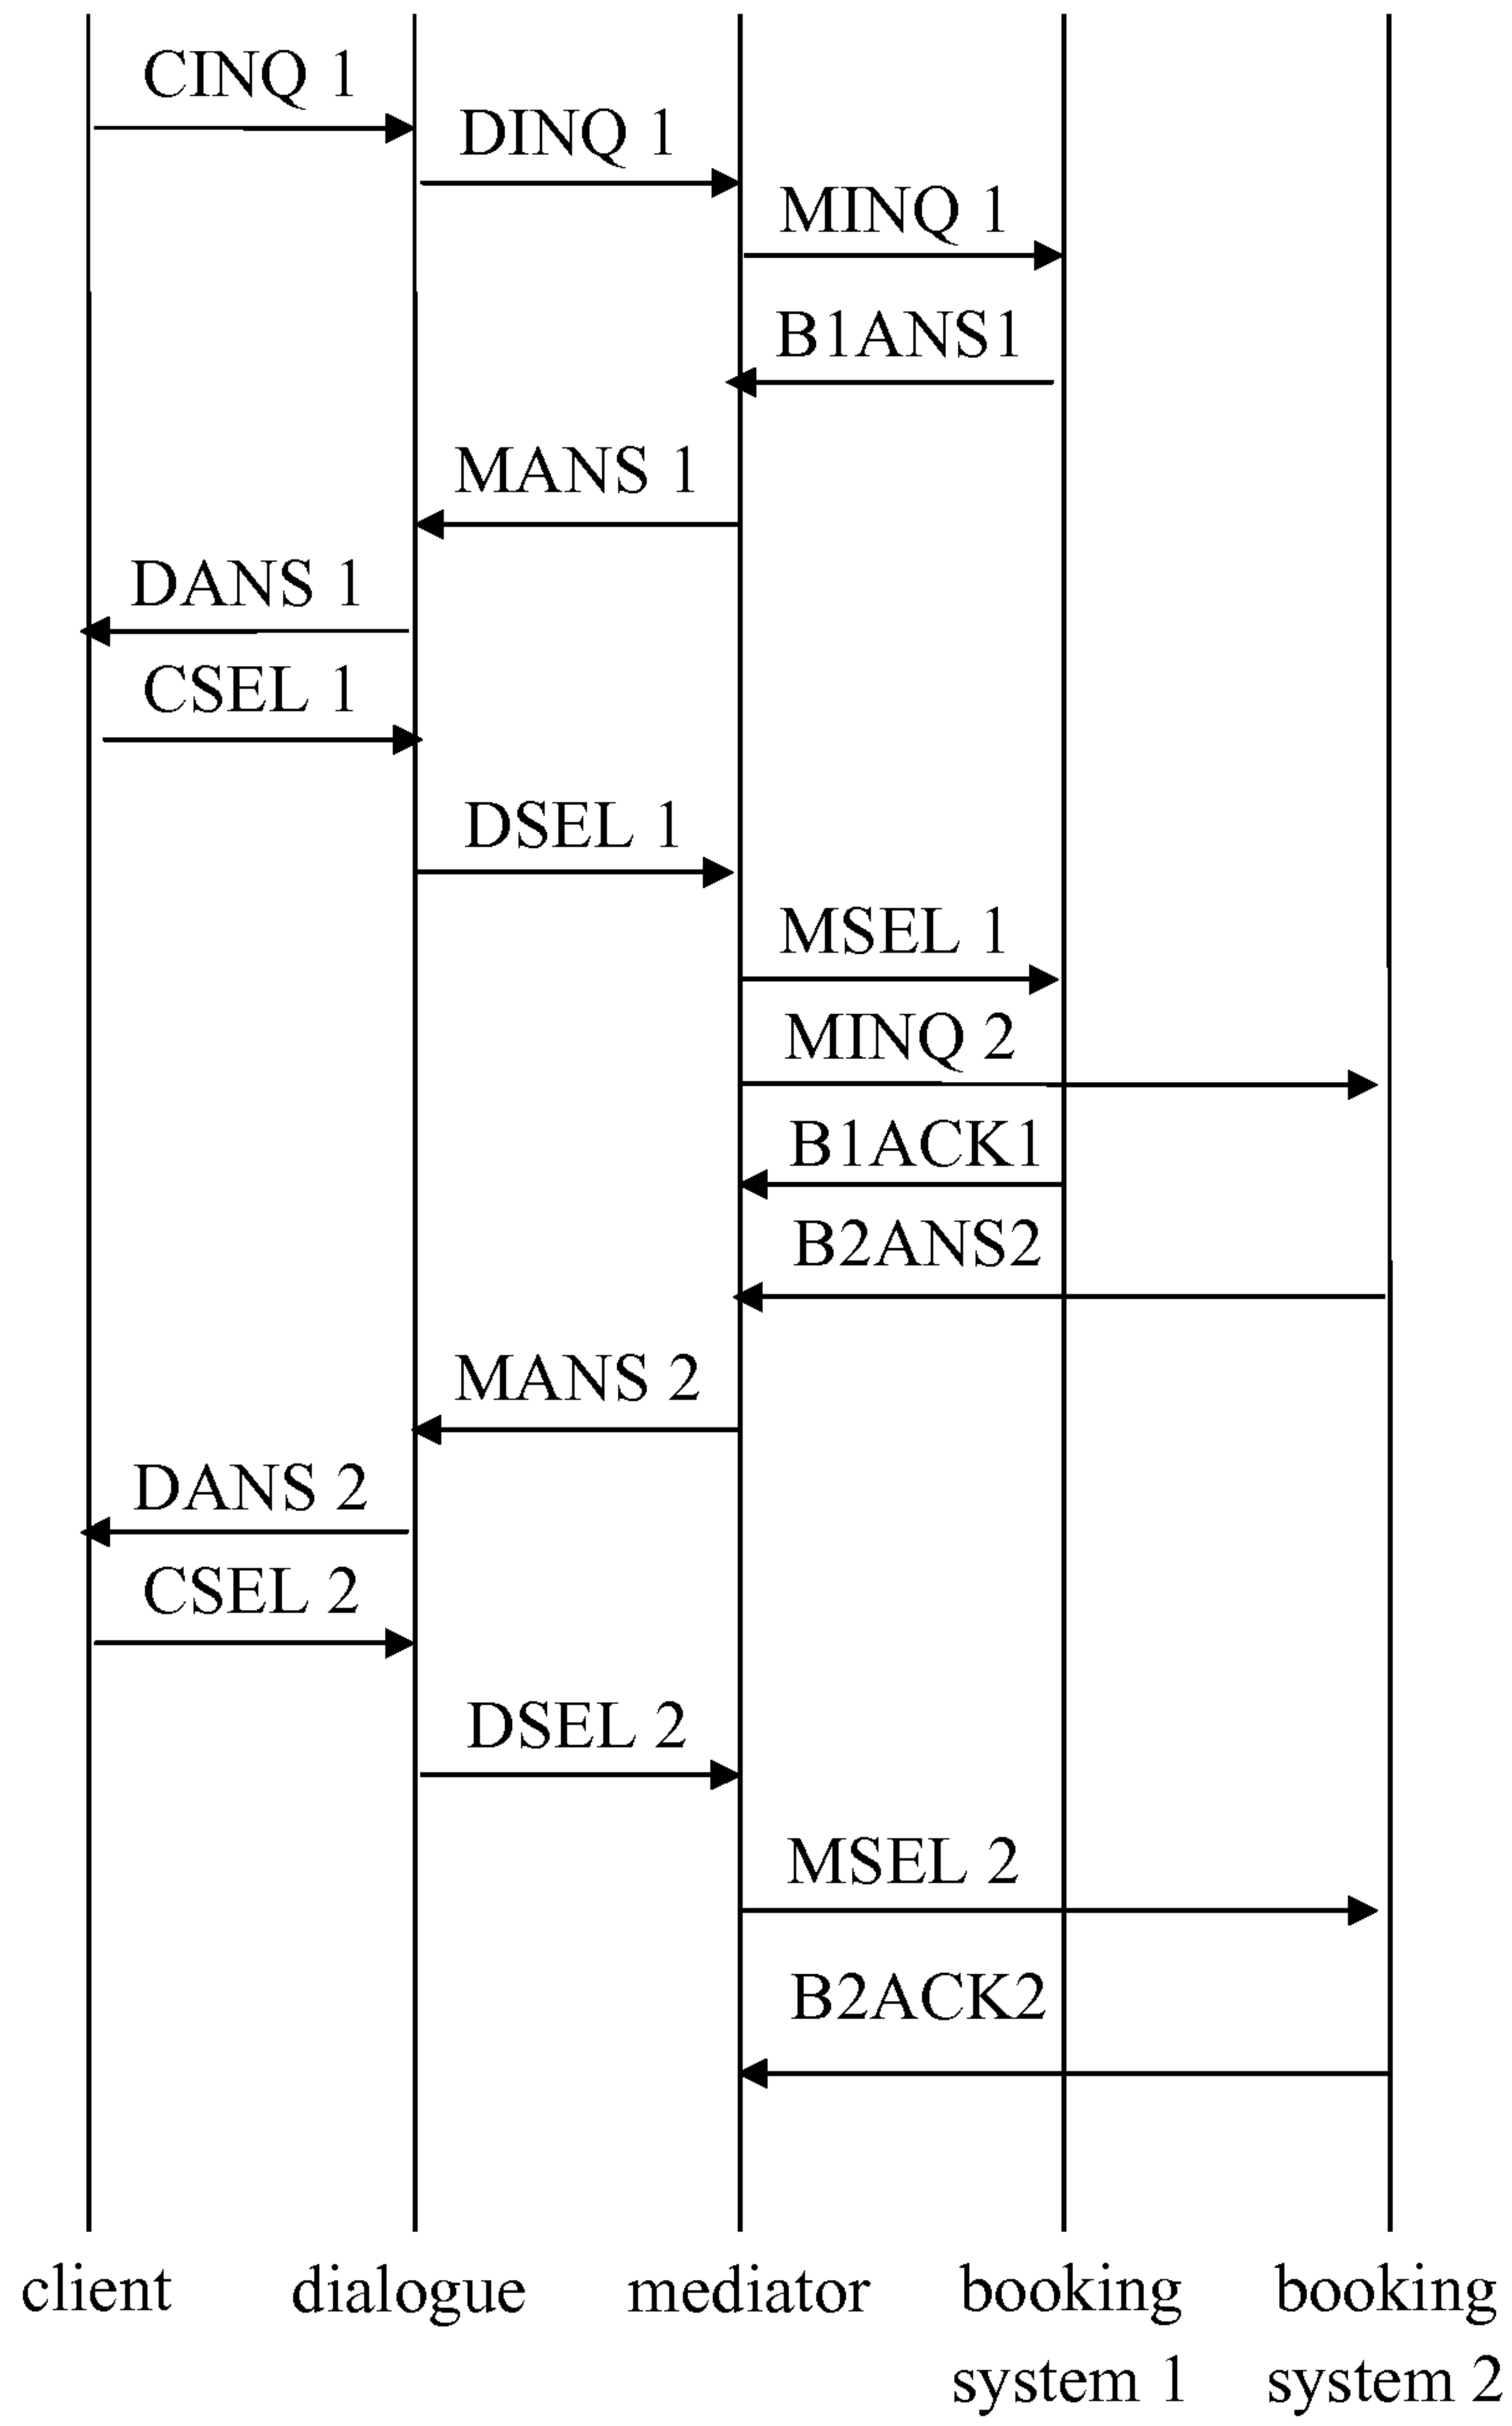 CINQ 1
DINQ 1
MINQ 1
B1ANS1
MANS 1
DANS 1
CSEL 1
DSEL 1
MSEL 1
MINQ 2
B1ACK1
B2ANS2
MANS 2
DANS 2
CSEL 2
DSEL 2
MSEL 2
B2ACK2
client
dialogue
mediator
booking
system 1
booking
system 2